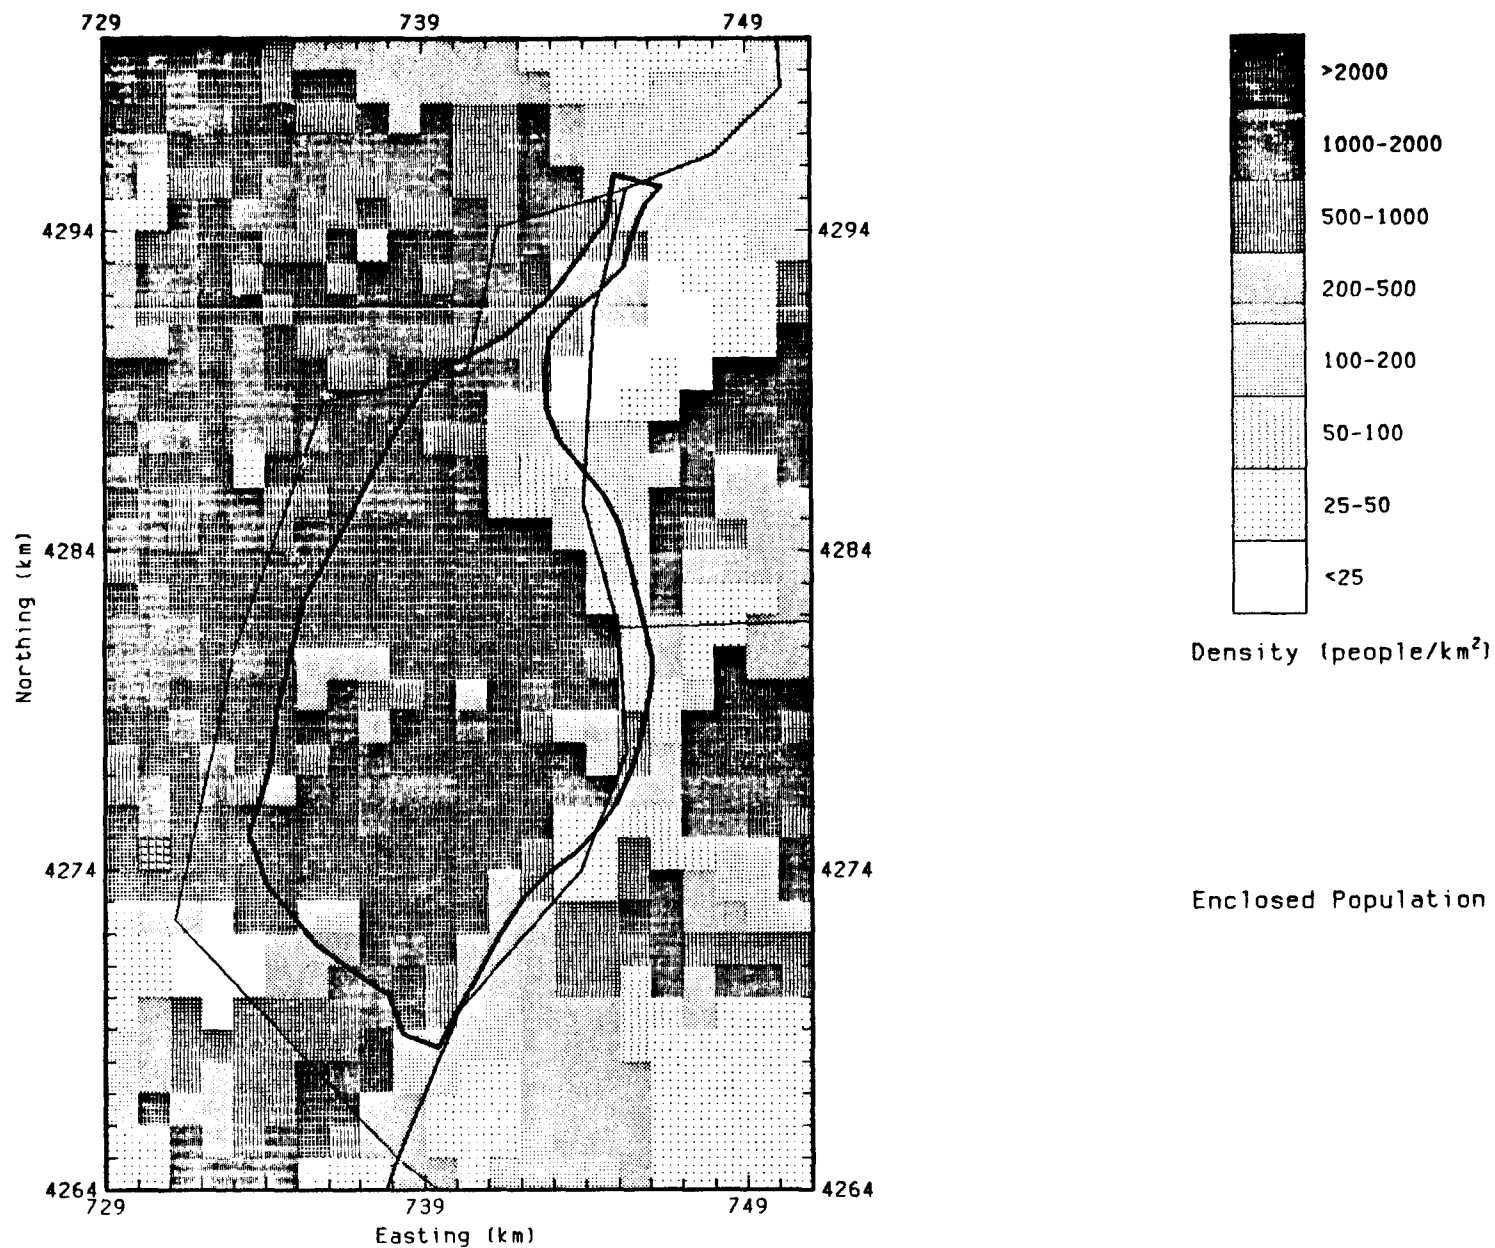 729 739 749
>2000
1000-2000
500-1000
200-500
100-200
50-100
25-50
<25
Density (people/km²)
Enclosed Population
4294 4294
4284 4284
4274 4274
4264 4264
Northing (km)
729 739 749
Easting (km)